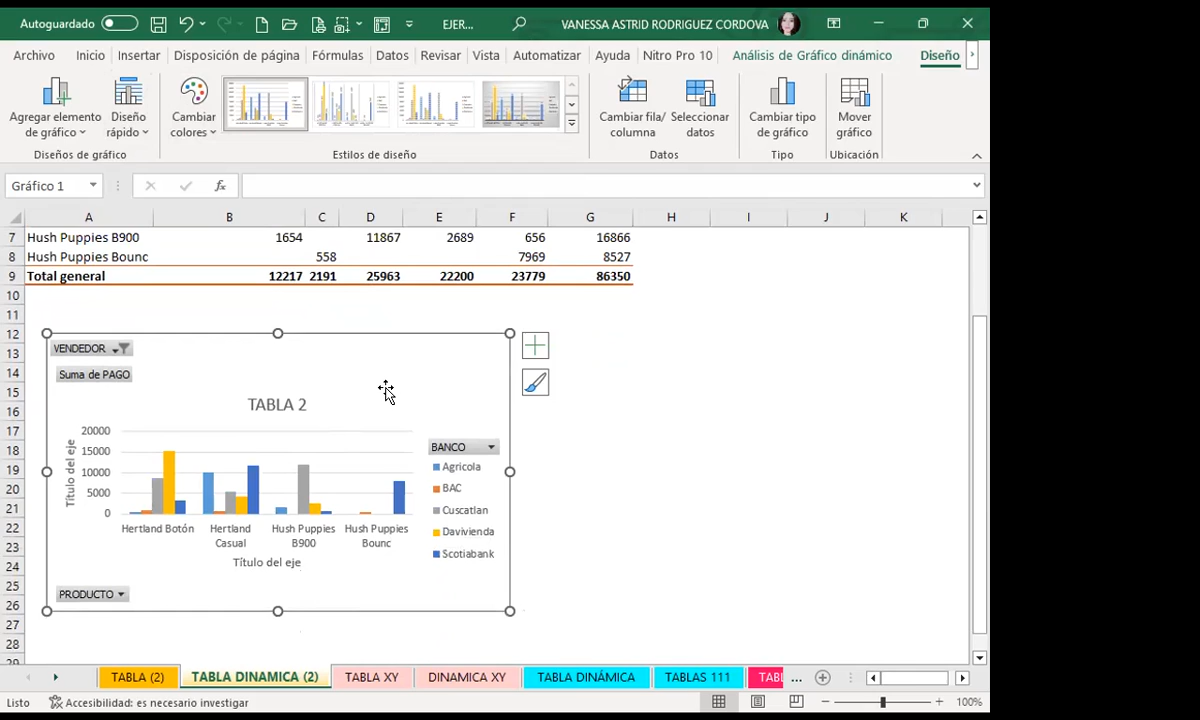 Autoguardado EJER... VANESSA ASTRID RODRIGUEZ CORDOVA
Archivo Inicio Insertar Disposición de página Fórmulas Datos Revisar Vista Automatizar Ayuda Nitro Pro 10 Análisis de Gráfico dinámico Diseño
Agregar elemento de gráfico
Diseño rápido
Cambiar colores
Cambiar fila/ columna
Seleccionar datos
Cambiar tipo de gráfico
Mover gráfico
Diseños de gráfico Estilos de diseño Datos Tipo Ubicación
Gráfico 1 fx
A B C D E F G H I J K
7 Hush Puppies B900 1654 11867 2689 656 16866
8 Hush Puppies Bounc 558 7969 8527
9 Total general 12217 2191 25963 22200 23779 86350
10
11
12
13
14
15
16
17
18
19
20
21
22
23
24
25
26
27
28
29
VENDEDOR
Suma de PAGO
TABLA 2
Título del eje
20000
15000
10000
5000
0
Hertland Botón
Hertland Casual
Hush Puppies B900
Hush Puppies Bounc
Título del eje
BANCO
Agricola
BAC
Cuscatlan
Davivienda
Scotiabank
PRODUCTO
TABLA (2) TABLA DINAMICA (2) TABLA XY DINAMICA XY TABLA DINÁMICA TABLAS 111 TABL ...
Listo Accesibilidad: es necesario investigar 100%